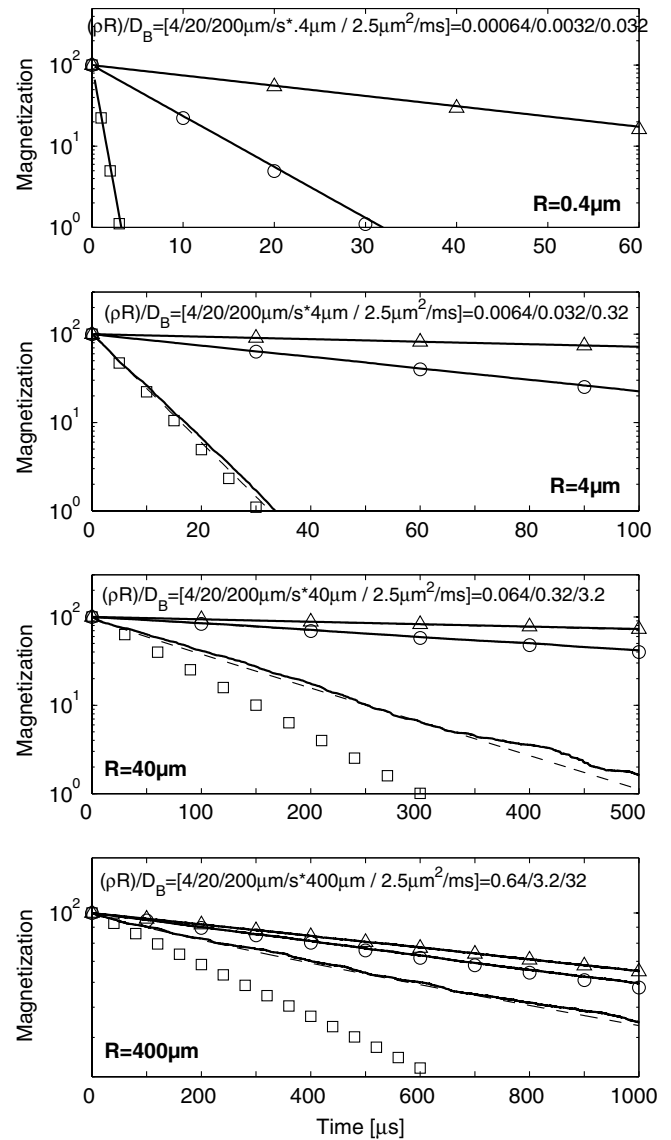 (ρR)/D_B=[4/20/200μm/s*.4μm / 2.5μm²/ms]=0.00064/0.0032/0.032
10²
10¹
10⁰
Magnetization
R=0.4μm
0 10 20 30 40 50 60
(ρR)/D_B=[4/20/200μm/s*4μm / 2.5μm²/ms]=0.0064/0.032/0.32
10²
10¹
10⁰
Magnetization
R=4μm
0 20 40 60 80 100
(ρR)/D_B=[4/20/200μm/s*40μm / 2.5μm²/ms]=0.064/0.32/3.2
10²
10¹
10⁰
Magnetization
R=40μm
0 100 200 300 400 500
(ρR)/D_B=[4/20/200μm/s*400μm / 2.5μm²/ms]=0.64/3.2/32
10²
Magnetization
R=400μm
0 200 400 600 800 1000
Time [μs]